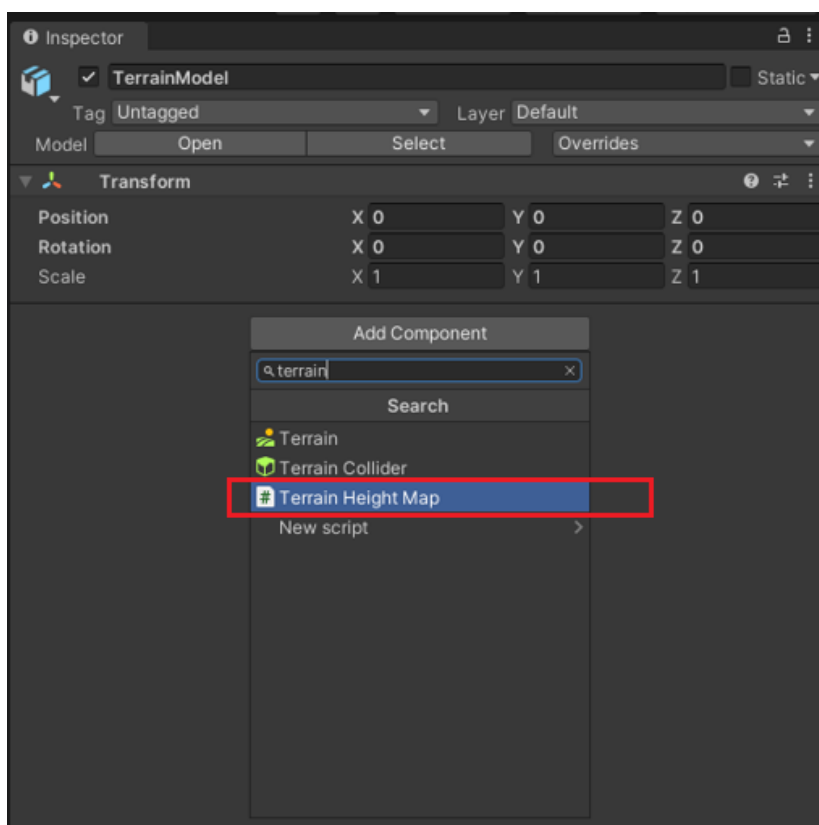 Inspector
TerrainModel Static
Tag Untagged Layer Default
Model Open Select Overrides
Transform
Position X 0 Y 0 Z 0
Rotation X 0 Y 0 Z 0
Scale X 1 Y 1 Z 1
Add Component
terrain
Search
Terrain
Terrain Collider
# Terrain Height Map
New script